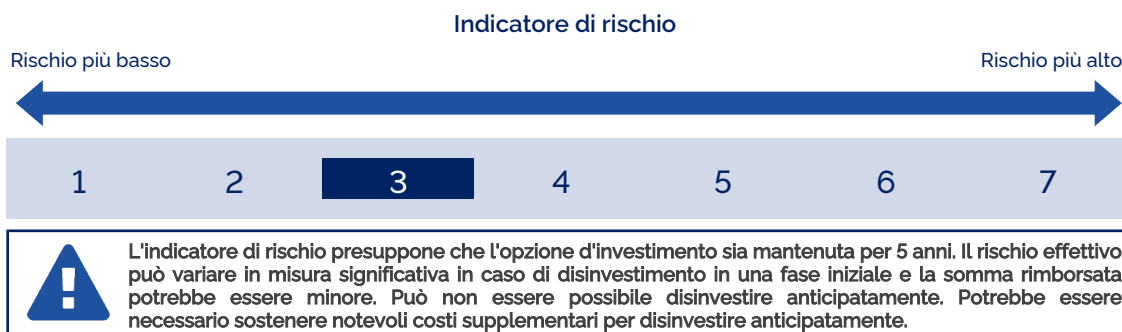 Indicatore di rischio
Rischio più basso
Rischio più alto
1 2 3 4 5 6 7
L'indicatore di rischio presuppone che l'opzione d'investimento sia mantenuta per 5 anni. Il rischio effettivo
può variare in misura significativa in caso di disinvestimento in una fase iniziale e la somma rimborsata
potrebbe essere minore. Può non essere possibile disinvestire anticipatamente. Potrebbe essere
necessario sostenere notevoli costi supplementari per disinvestire anticipatamente.